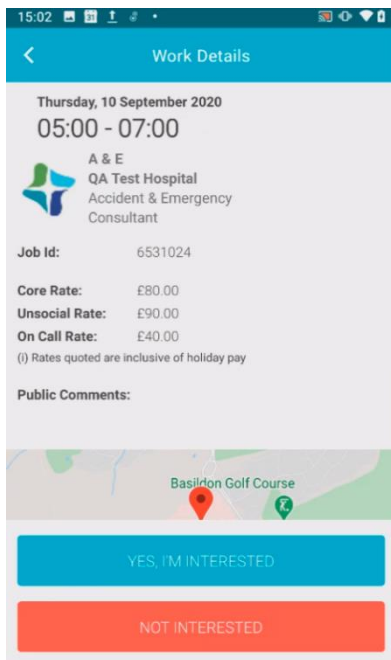 15:02
Work Details
Thursday, 10 September 2020
05:00 - 07:00
A & E
QA Test Hospital
Accident & Emergency
Consultant
Job Id: 6531024
Core Rate: £80.00
Unsocial Rate: £90.00
On Call Rate: £40.00
(i) Rates quoted are inclusive of holiday pay
Public Comments:
Basildon Golf Course
YES, I'M INTERESTED
NOT INTERESTED